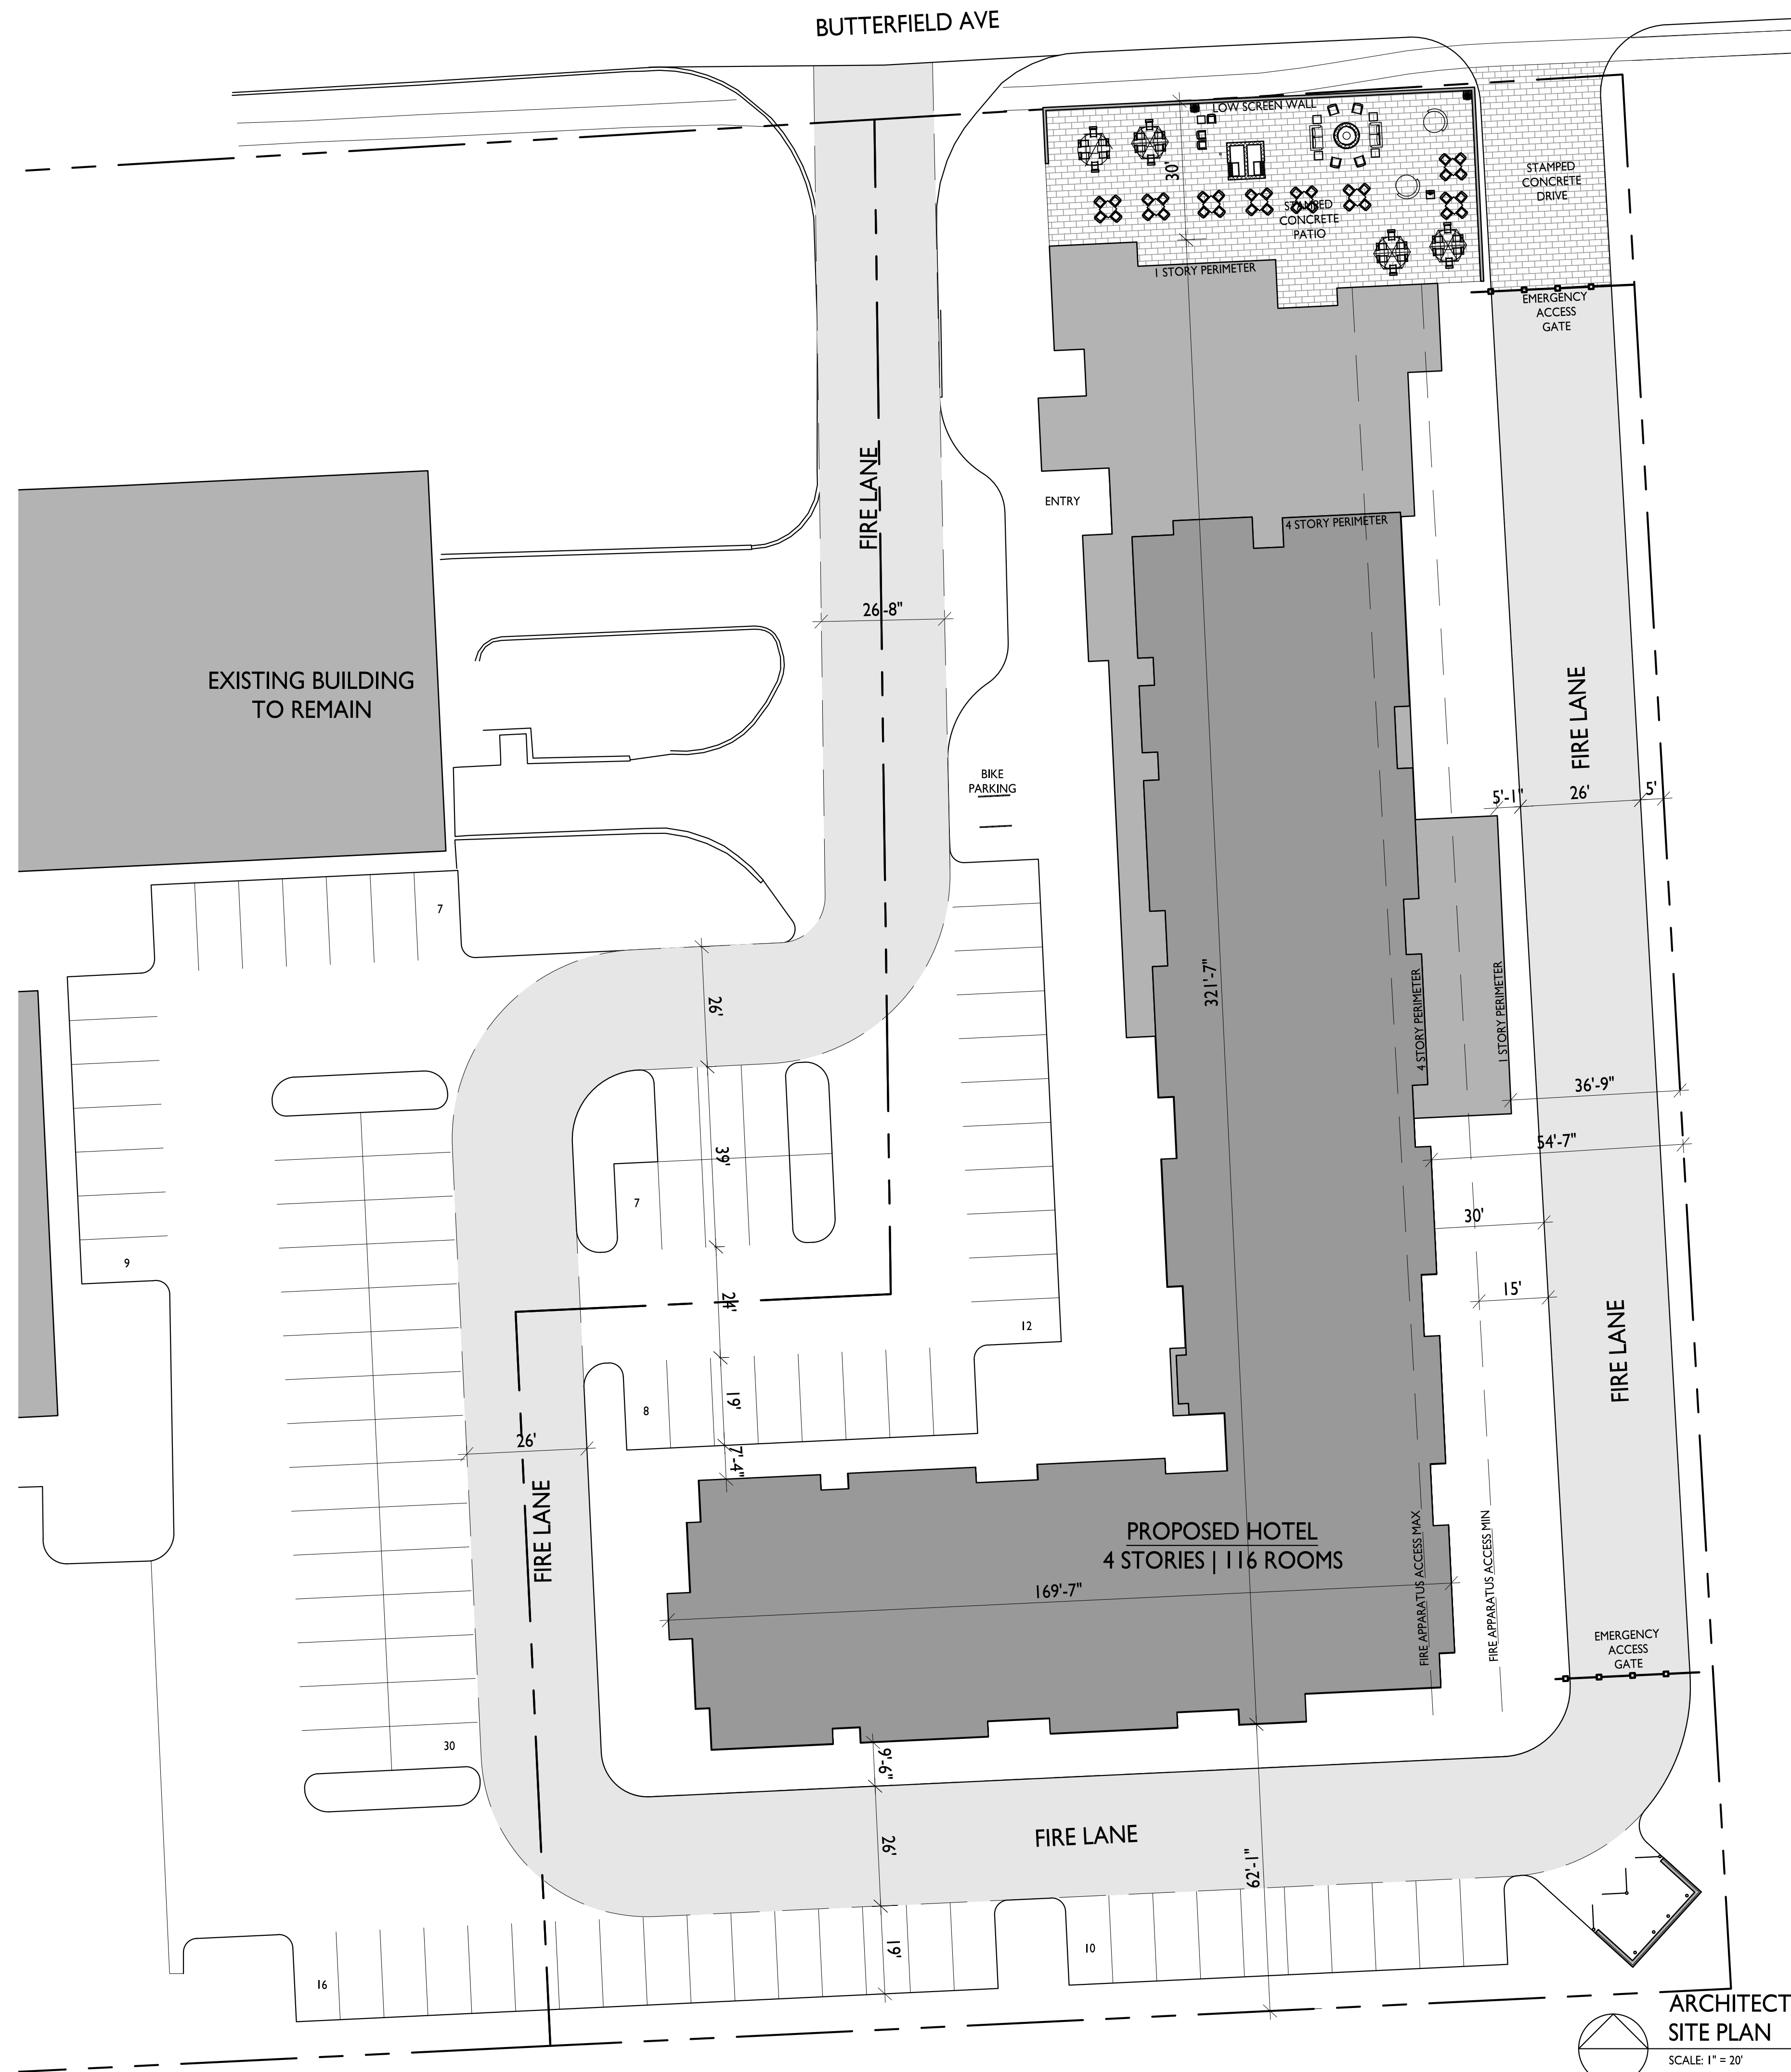 BUTTERFIELD AVE
LOW SCREEN WALL
30'
STAMPED
CONCRETE
DRIVE
STAMPED
CONCRETE
PATIO
1 STORY PERIMETER
EMERGENCY
ACCESS
GATE
FIRE LANE
ENTRY
4 STORY PERIMETER
26'-8"
EXISTING BUILDING
TO REMAIN
FIRE LANE
BIKE
PARKING
5'-1"
26'
5'
7
321'-7"
4 STORY PERIMETER
1 STORY PERIMETER
26'
36'-9"
54'-7"
39'
7
30'
9
24'
15'
12
FIRE LANE
19'
8
26'
7'-4"
FIRE LANE
PROPOSED HOTEL
4 STORIES | 116 ROOMS
169'-7"
FIRE APPARATUS ACCESS MAX
FIRE APPARATUS ACCESS MIN
EMERGENCY
ACCESS
GATE
30
9'-6"
FIRE LANE
26'
62'-1"
19'
10
16
ARCHITECT
SITE PLAN
SCALE: 1" = 20'